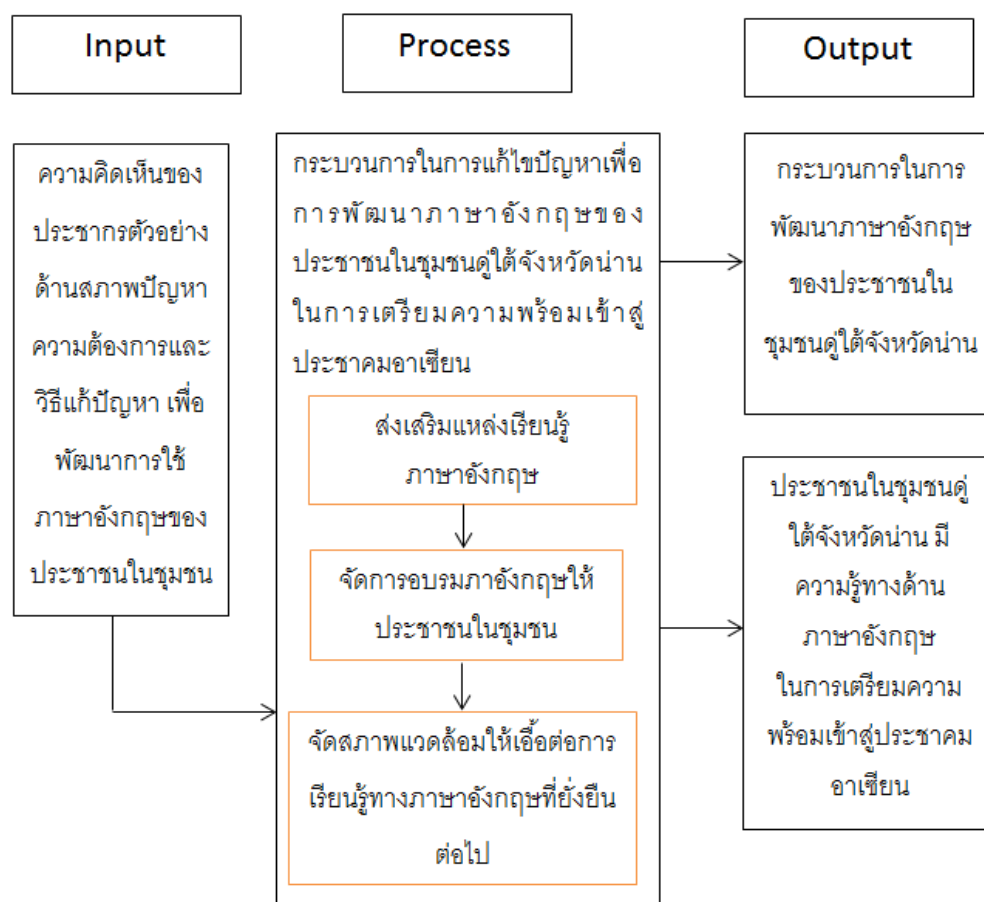 Input
Process
Output
ความคิดเห็นของ
ประชากรตัวอย่าง
ด้านสภาพปัญหา
ความต้องการและ
วิธีแก้ปัญหา เพื่อ
พัฒนาการใช้
ภาษาอังกฤษของ
ประชาชนในชุมชน
กระบวนการในการแก้ไขปัญหาเพื่อ
การพัฒนาภาษาอังกฤษของ
ประชาชนในชุมชนดู่ใต้จังหวัดน่าน
ในการเตรียมความพร้อมเข้าสู่
ประชาคมอาเซียน
ส่งเสริมแหล่งเรียนรู้
ภาษาอังกฤษ
จัดการอบรมภาอังกฤษให้
ประชาชนในชุมชน
จัดสภาพแวดล้อมให้เอื้อต่อการ
เรียนรู้ทางภาษาอังกฤษที่ยั่งยืน
ต่อไป
กระบวนการในการ
พัฒนาภาษาอังกฤษ
ของประชาชนใน
ชุมชนดู่ใต้จังหวัดน่าน
ประชาชนในชุมชนดู่
ใต้จังหวัดน่าน มี
ความรู้ทางด้าน
ภาษาอังกฤษ
ในการเตรียมความ
พร้อมเข้าสู่ประชาคม
อาเซียน